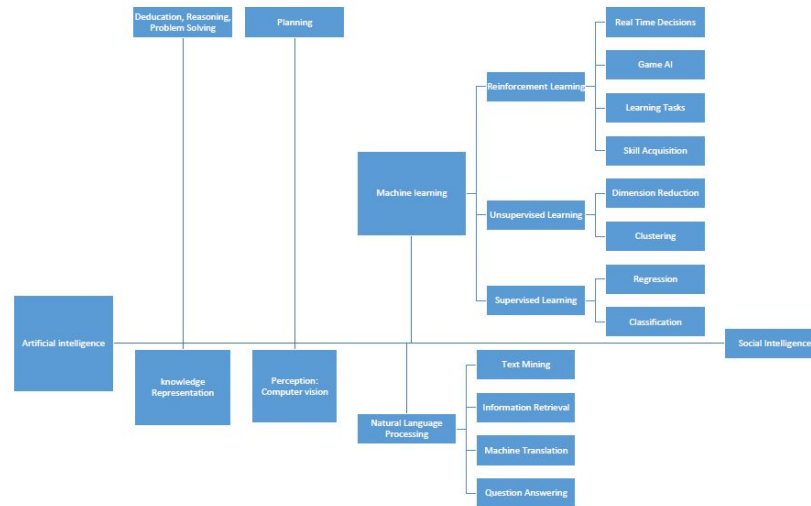 Deducation, Reasoning,
Problem Solving
Planning
Real Time Decisions
Game AI
Reinforcement Learning
Learning Tasks
Skill Acquisition
Machine learning
Dimension Reduction
Unsupervised Learning
Clustering
Regression
Supervised Learning
Classification
Artificial intelligence
Social Intelligence
knowledge
Representation
Perception:
Computer vision
Text Mining
Information Retrieval
Natural Language
Processing
Machine Translation
Question Answering